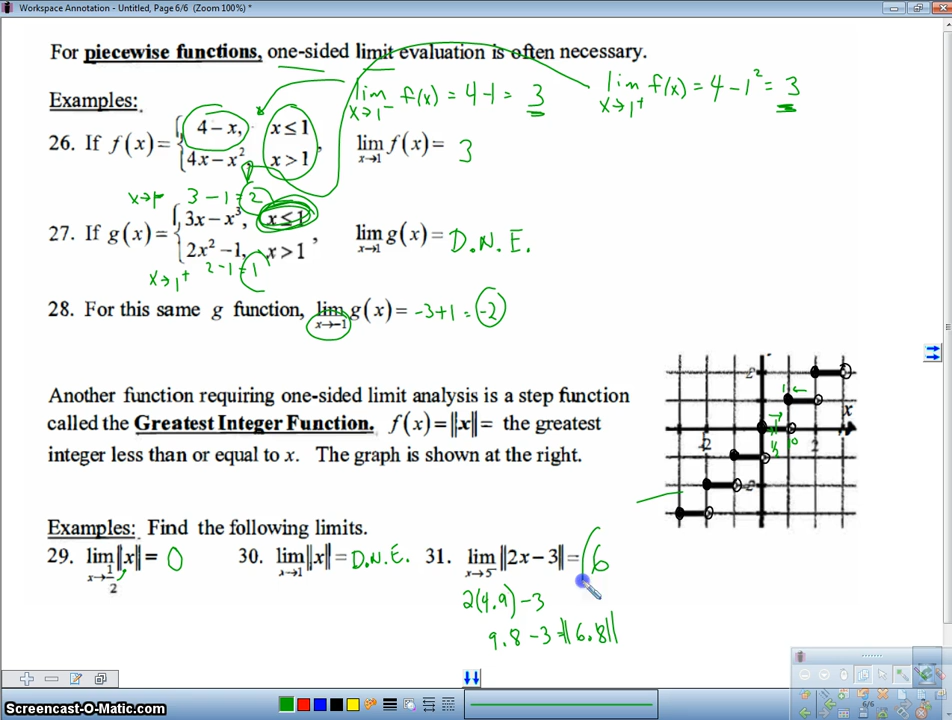 Workspace Annotation - Untitled, Page 6/6 (Zoom 100%) *
For piecewise functions, one-sided limit evaluation is often necessary.
Examples:
lim x→1⁻ f(x) = 4-1 = 3
lim x→1⁺ f(x) = 4-1² = 3
26. If f(x) = { 4-x, x≤1
4x-x², x>1 , lim x→1 f(x) = 3
x→1⁻ 3-1=2
27. If g(x) = { 3x-x³, x≤1
2x²-1, x>1 , lim x→1 g(x) = D.N.E.
x→1⁺ 2-1=1
28. For this same g function, lim x→-1 g(x) = -3+1 = -2
Another function requiring one-sided limit analysis is a step function
called the Greatest Integer Function. f(x) = ||x|| = the greatest
integer less than or equal to x. The graph is shown at the right.
x
-2
2
Examples: Find the following limits.
29. lim x→1/2 ||x|| = 0 30. lim x→1 ||x|| = D.N.E. 31. lim x→5 ||2x-3|| = 6
2(4.9)-3
9.8-3=||6.8||
6/6
Screencast-O-Matic.com